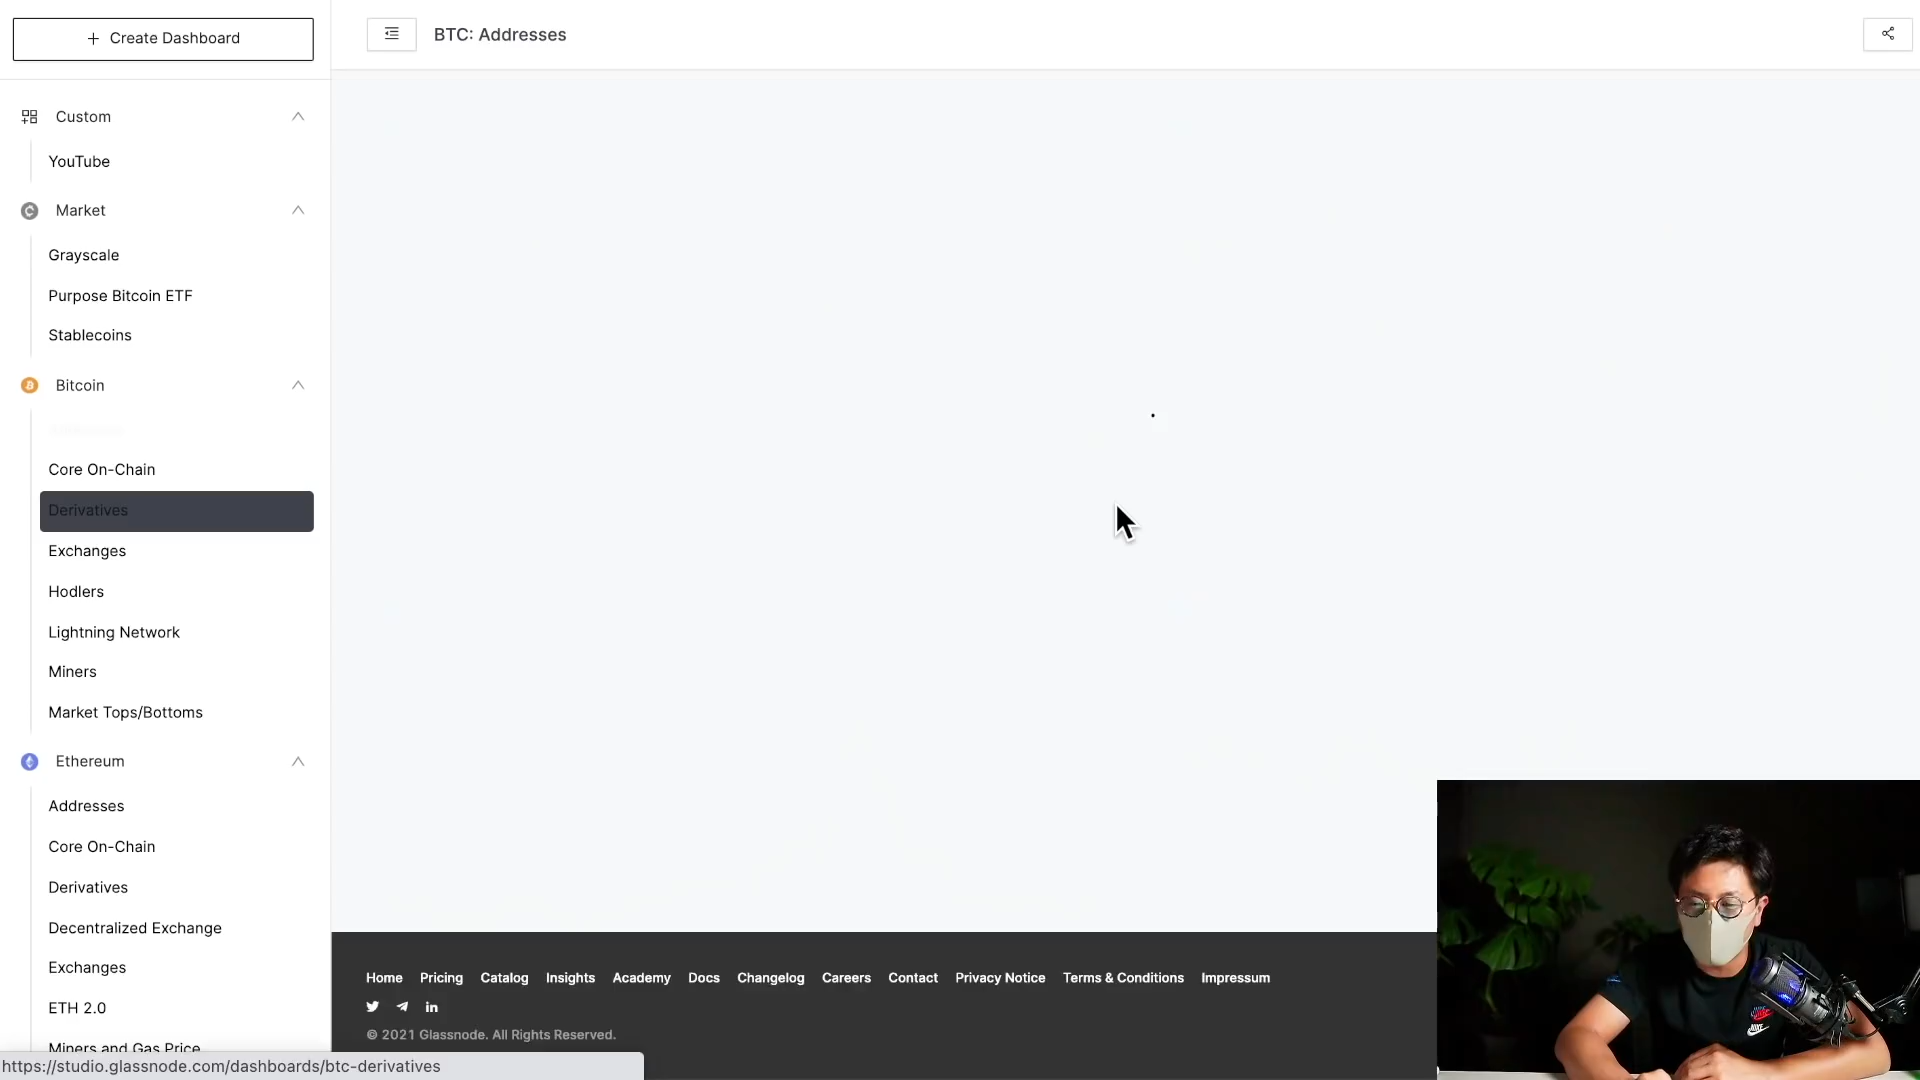 Create Dashboard
BTC: Addresses
Custom
YouTube
Market
Grayscale
Purpose Bitcoin ETF
Stablecoins
Bitcoin
Core On-Chain
Derivatives
Exchanges
Hodlers
Lightning Network
Miners
Market Tops/Bottoms
Ethereum
Addresses
Core On-Chain
Derivatives
Decentralized Exchange
Exchanges
ETH 2.0
Miners and Gas Price
https://studio.glassnode.com/dashboards/btc-derivatives
Home Pricing Catalog Insights Academy Docs Changelog Careers Contact Privacy Notice Terms & Conditions Impressum
© 2021 Glassnode. All Rights Reserved.
NIKE